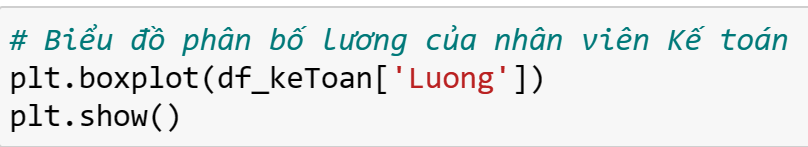 # Biểu đồ phân bố lương của nhân viên Kế toán
plt.boxplot(df_keToan['Luong'])
plt.show()